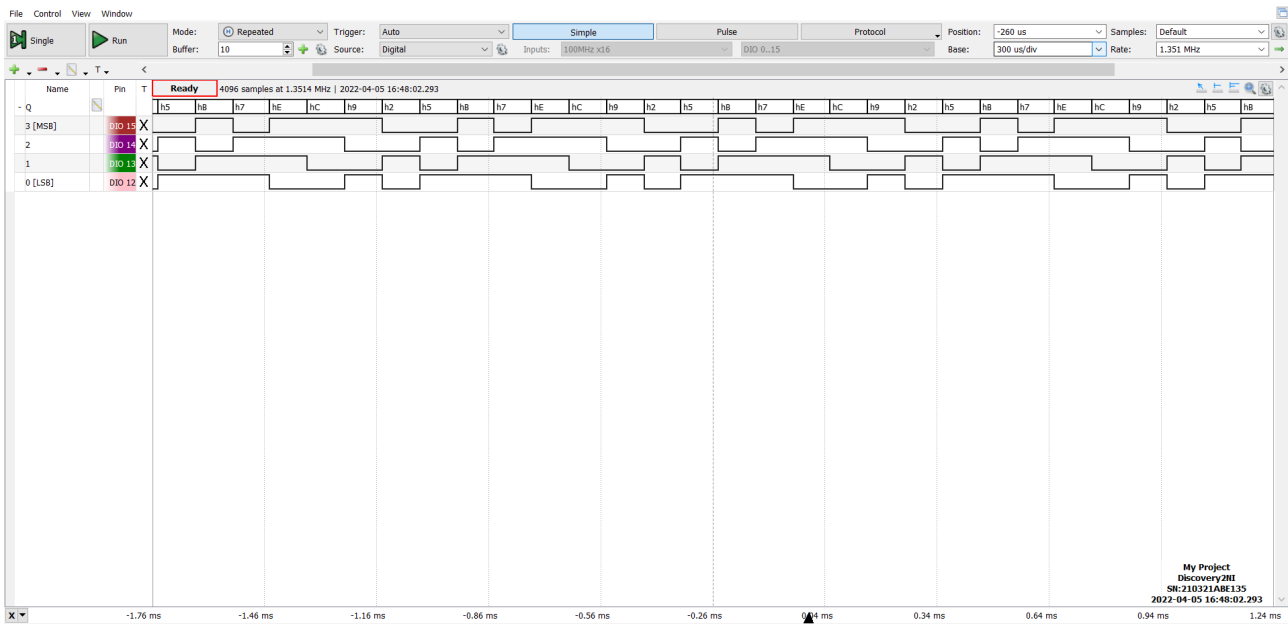 File Control View Window
Single Run Mode: Repeated Trigger: Auto Simple Pulse Protocol Position: -260 us Samples: Default
Buffer: 10 Source: Digital Inputs: 100MHz x16 DIO 0..15 Base: 300 us/div Rate: 1.351 MHz
Name Pin T Ready 4096 samples at 1.3514 MHz | 2022-04-05 16:48:02.293
- Q h5 hB h7 hE hC h9 h2 h5 hB h7 hE hC h9 h2 h5 hB h7 hE hC h9 h2 h5 hB h7 hE hC h9 h2 h5 hB
3 [MSB] DIO 15 X
2 DIO 14 X
1 DIO 13 X
0 [LSB] DIO 12 X
My Project
Discovery2NI
SN:210321ABE135
2022-04-05 16:48:02.293
X -1.76 ms -1.46 ms -1.16 ms -0.86 ms -0.56 ms -0.26 ms 0.04 ms 0.34 ms 0.64 ms 0.94 ms 1.24 ms